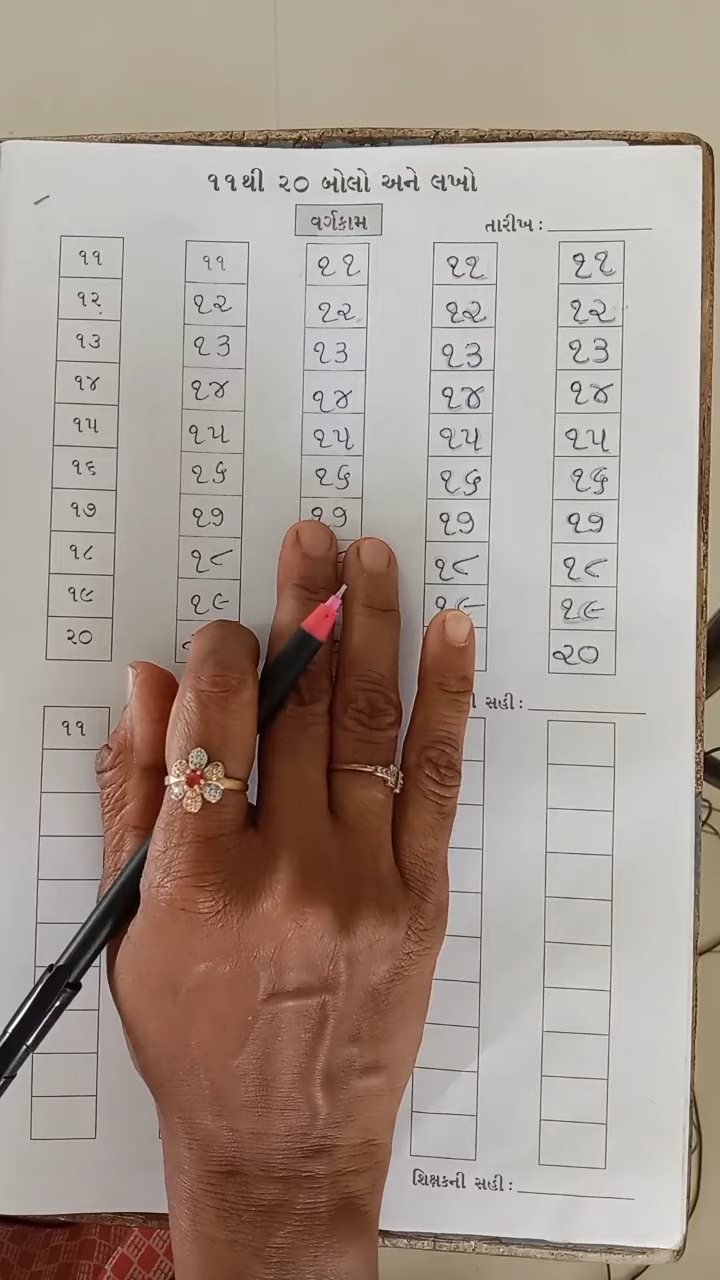 ૧૧થી ૨૦ બોલો અને લખો
વર્ગકામ
તારીખ :
૧૧ ૧૧ ૧૧ ૧૧ ૧૧
૧૨ ૧૨ ૧૨ ૧૨ ૧૨
૧૩ ૧૩ ૧૩ ૧૩ ૧૩
૧૪ ૧૪ ૧૪ ૧૪ ૧૪
૧૫ ૧૫ ૧૫ ૧૫ ૧૫
૧૬ ૧૬ ૧૬ ૧૬ ૧૬
૧૭ ૧૭ ૧૭ ૧૭ ૧૭
૧૮ ૧૮ ૧૮ ૧૮
૧૯ ૧૯ ૧૯ ૧૯
૨૦ ૨૦
સહી :
૧૧
શિક્ષકની સહી :